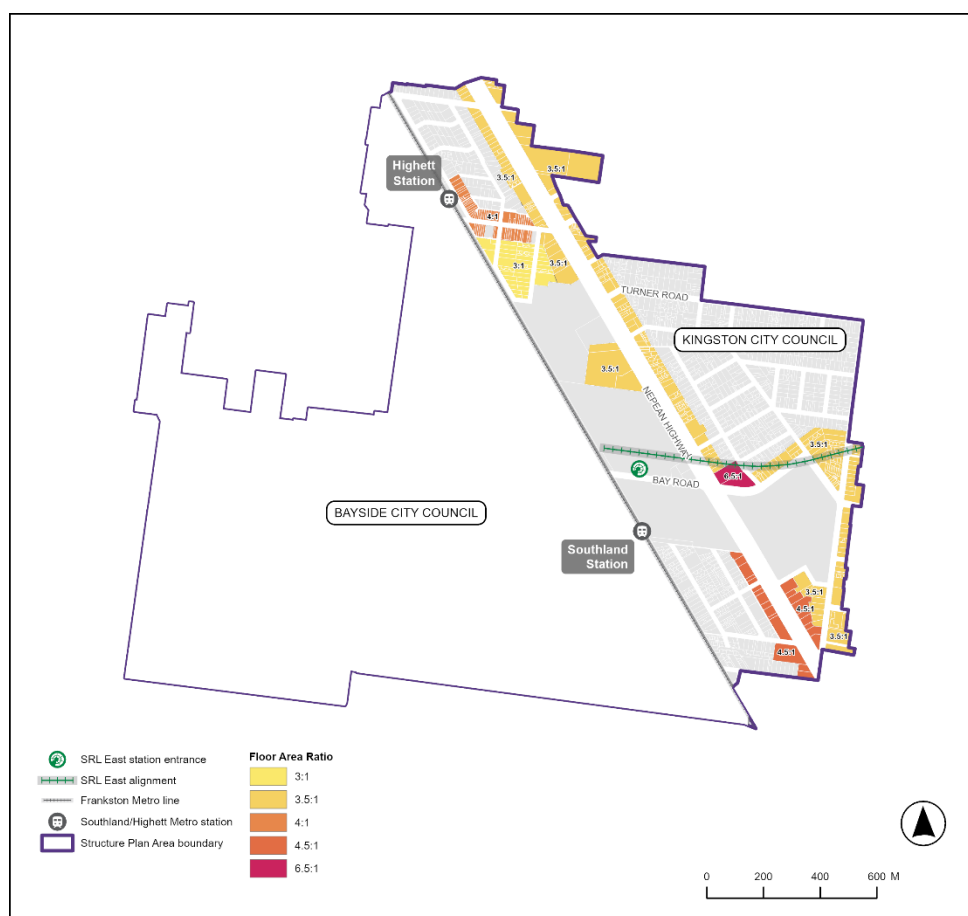 Highett
Station
3.5:1
3.5:1
4:1
3:1
3.5:1
TURNER ROAD
KINGSTON CITY COUNCIL
3.5:1
NEPEAN HIGHWAY
3.5:1
6.5:1
BAY ROAD
BAYSIDE CITY COUNCIL
Southland
Station
3.5:1
4.5:1
3.5:1
4.5:1
SRL East station entrance
SRL East alignment
Frankston Metro line
Southland/Highett Metro station
Structure Plan Area boundary
Floor Area Ratio
3:1
3.5:1
4:1
4.5:1
6.5:1
0 200 400 600 M